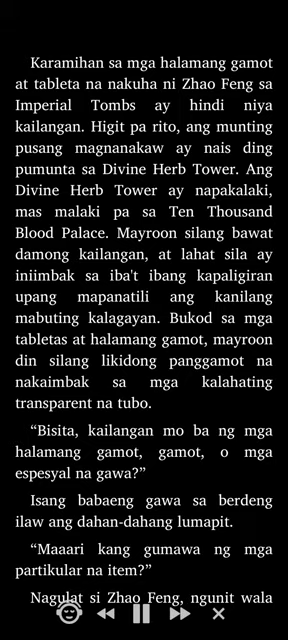 Karamihan sa mga halamang gamot
at tableta na nakuha ni Zhao Feng sa
Imperial Tombs ay hindi niya
kailangan. Higit pa rito, ang munting
pusang magnanakaw ay nais ding
pumunta sa Divine Herb Tower. Ang
Divine Herb Tower ay napakalaki,
mas malaki pa sa Ten Thousand
Blood Palace. Mayroon silang bawat
damong kailangan, at lahat sila ay
iniimbak sa iba't ibang kapaligiran
upang mapanatili ang kanilang
mabuting kalagayan. Bukod sa mga
tabletas at halamang gamot, mayroon
din silang likidong panggamot na
nakaimbak sa mga kalahating
transparent na tubo.
“Bisita, kailangan mo ba ng mga
halamang gamot, gamot, o mga
espesyal na gawa?”
Isang babaeng gawa sa berdeng
ilaw ang dahan-dahang lumapit.
“Maaari kang gumawa ng mga
partikular na item?”
Nagulat si Zhao Feng, ngunit wala